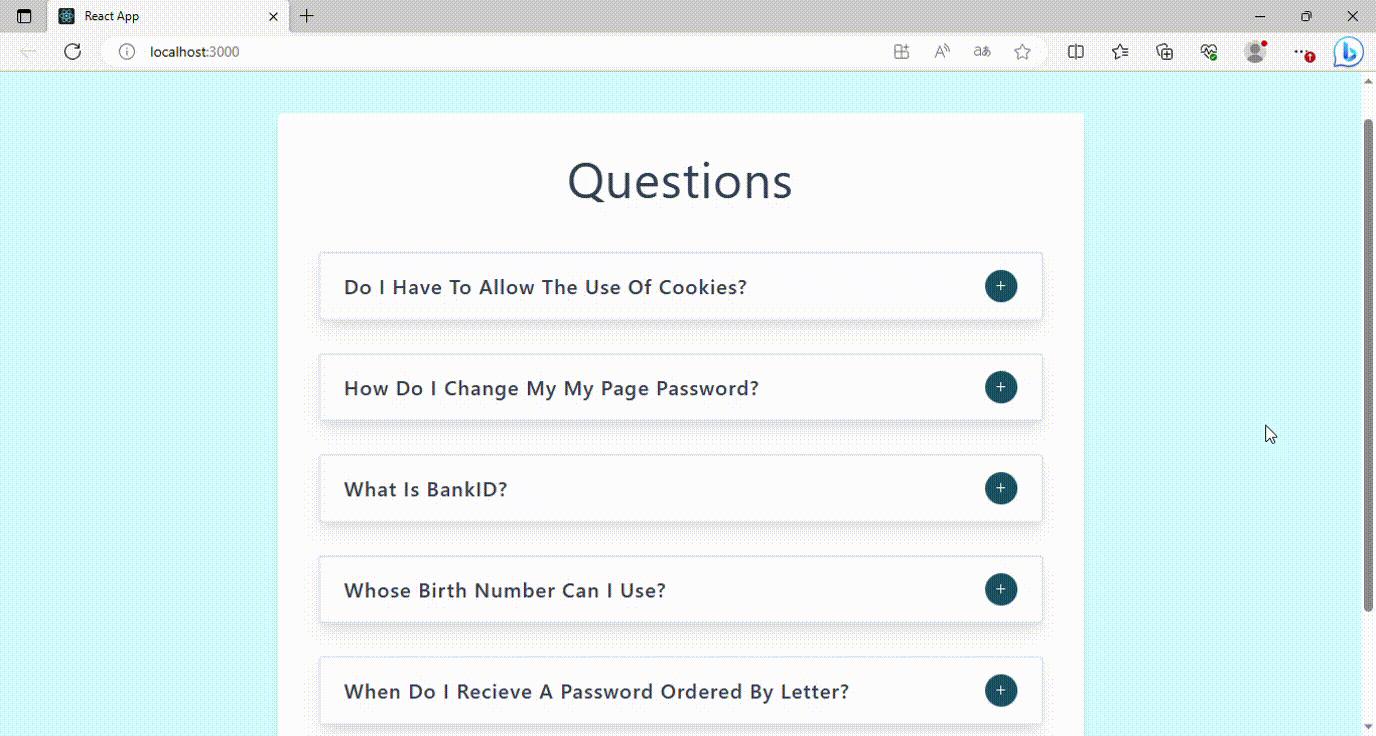 React App
localhost:3000
Questions
Do I Have To Allow The Use Of Cookies?
+
How Do I Change My My Page Password?
+
What Is BankID?
+
Whose Birth Number Can I Use?
+
When Do I Recieve A Password Ordered By Letter?
+